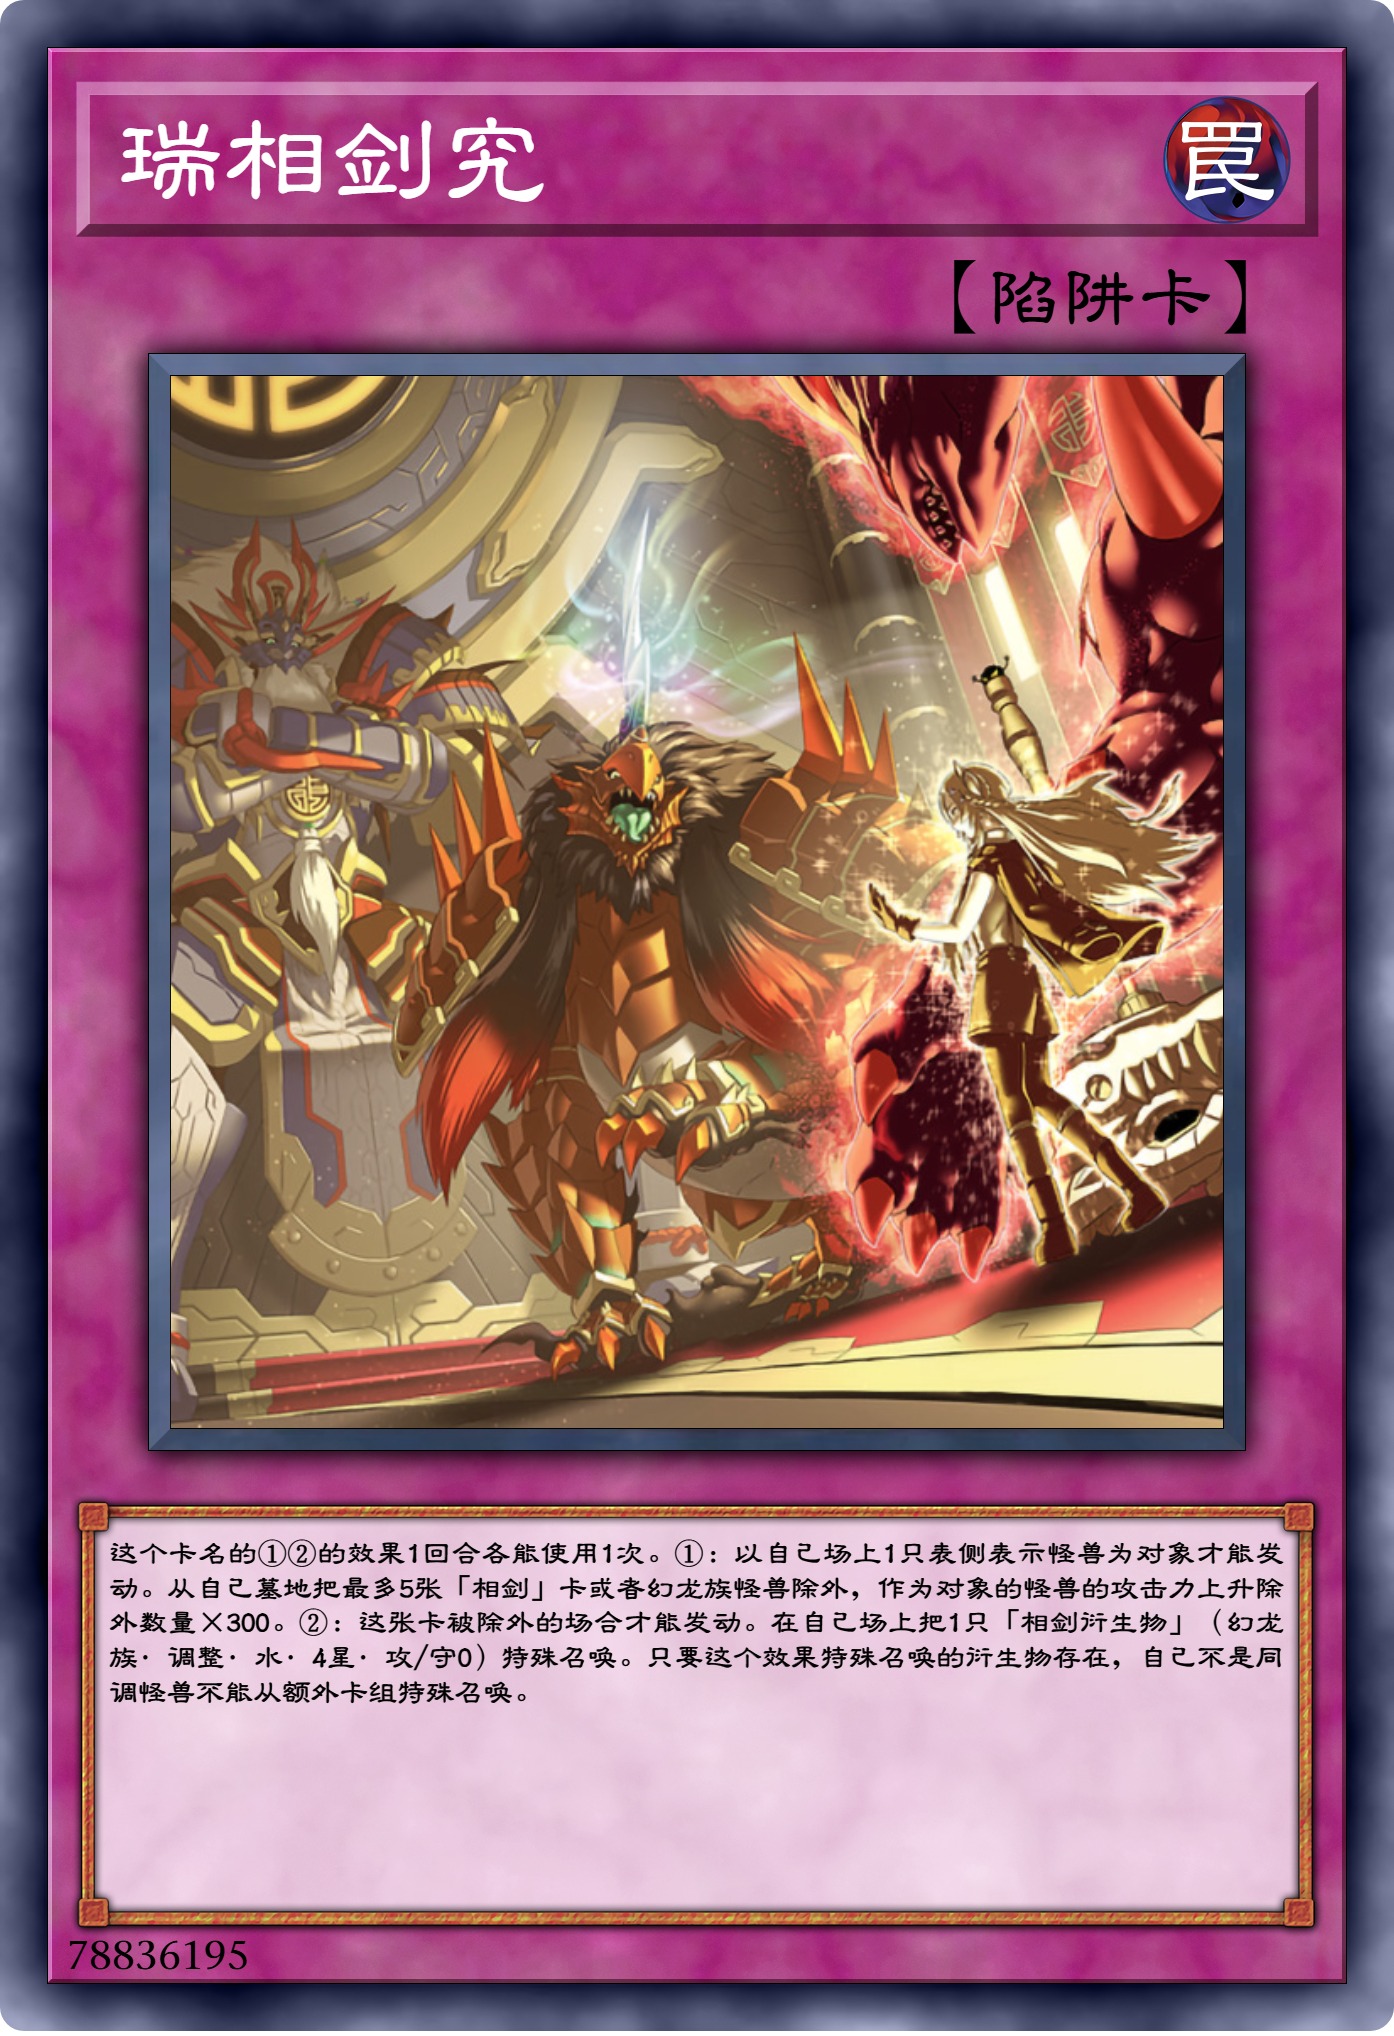 瑞相剑究
罠
【陷阱卡】
这个卡名的①②的效果1回合各能使用1次。①：以自己场上1只表侧表示怪兽为对象才能发
动。从自己墓地把最多5张「相剑」卡或者幻龙族怪兽除外，作为对象的怪兽的攻击力上升除
外数量×300。②：这张卡被除外的场合才能发动。在自己场上把1只「相剑衍生物」（幻龙
族·调整·水·4星·攻/守0）特殊召唤。只要这个效果特殊召唤的衍生物存在，自己不是同
调怪兽不能从额外卡组特殊召唤。
78836195